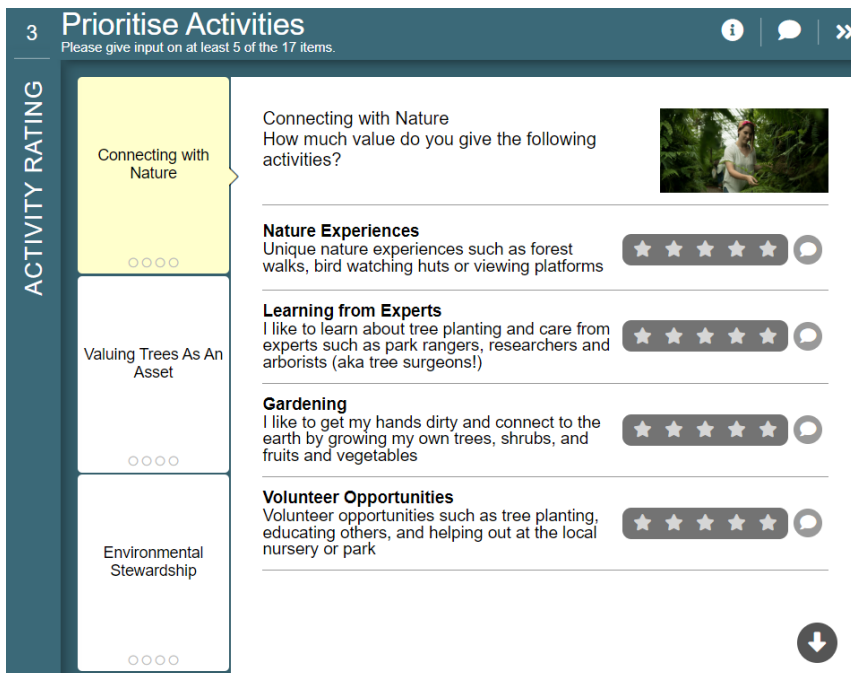 3
Prioritise Activities
Please give input on at least 5 of the 17 items.
ACTIVITY RATING
Connecting with
Nature
Valuing Trees As An
Asset
Environmental
Stewardship
Connecting with Nature
How much value do you give the following
activities?
Nature Experiences
Unique nature experiences such as forest
walks, bird watching huts or viewing platforms
Learning from Experts
I like to learn about tree planting and care from
experts such as park rangers, researchers and
arborists (aka tree surgeons!)
Gardening
I like to get my hands dirty and connect to the
earth by growing my own trees, shrubs, and
fruits and vegetables
Volunteer Opportunities
Volunteer opportunities such as tree planting,
educating others, and helping out at the local
nursery or park